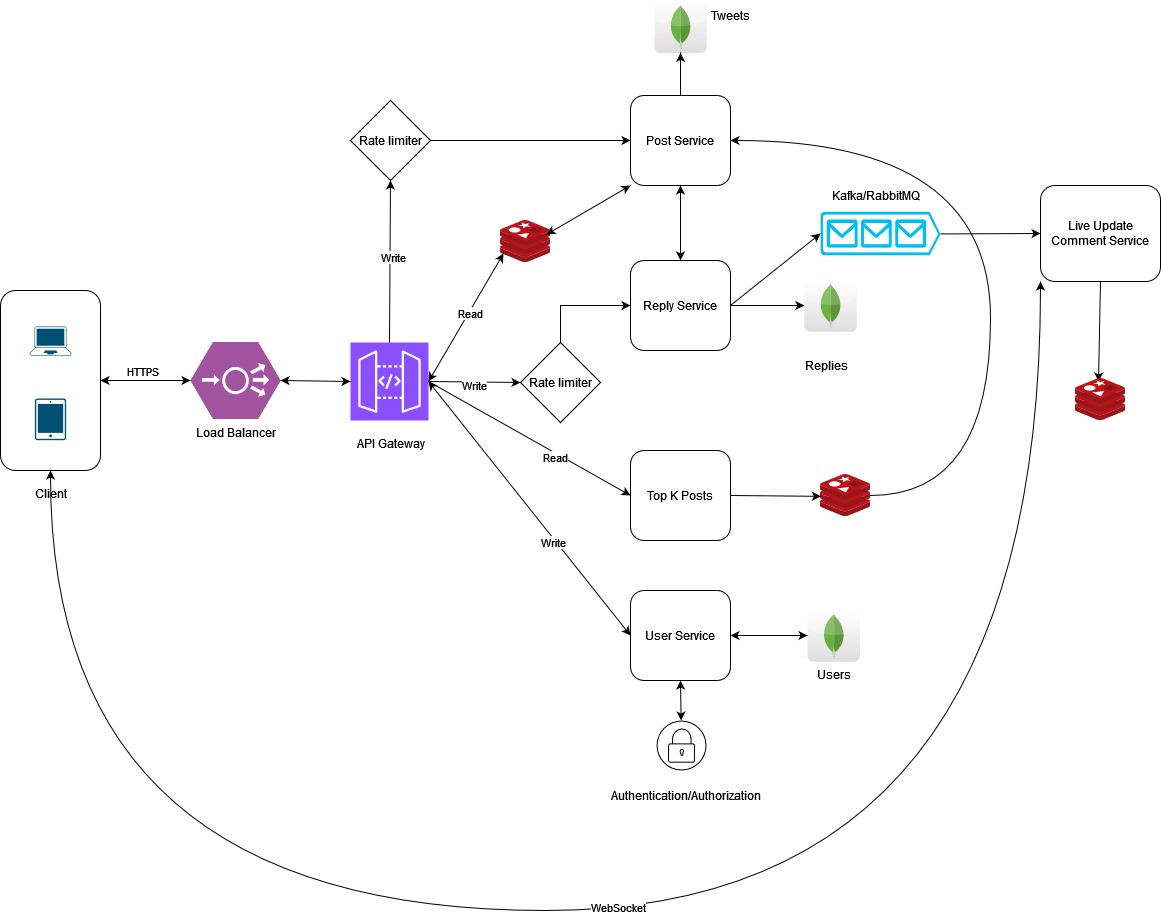 Tweets
Rate limiter
Post Service
Kafka/RabbitMQ
Live Update
Comment Service
Write
Read
Reply Service
HTTPS
Write
Rate limiter
Replies
Load Balancer
API Gateway
Read
Client
Top K Posts
Write
User Service
Users
Authentication/Authorization
WebSocket